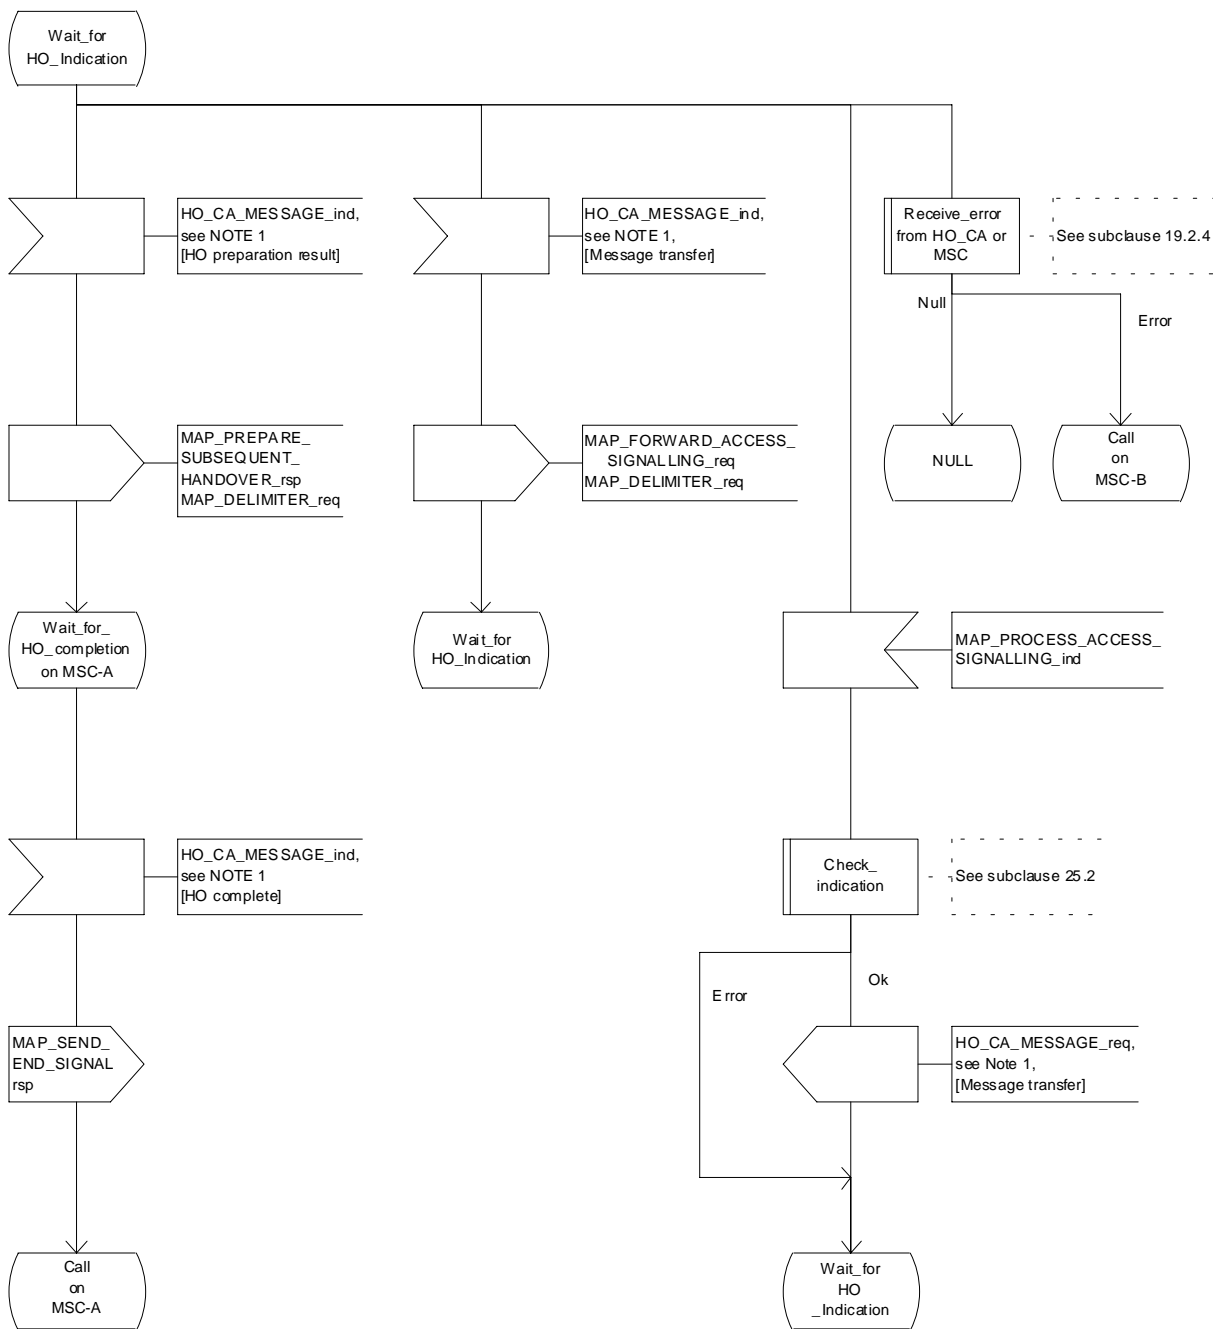 Wait_for
HO_Indication
HO_CA_MESSAGE_ind,
see NOTE 1
[HO preparation result]
HO_CA_MESSAGE_ind,
see NOTE 1,
[Message transfer]
Receive_error
from HO_CA or
MSC
See subclause 19.2.4
Null
Error
MAP_PREPARE_
SUBSEQUENT_
HANDOVER_rsp
MAP_DELIMITER_req
MAP_FORWARD_ACCESS_
SIGNALLING_req
MAP_DELIMITER_req
NULL
Call
on
MSC-B
Wait_for_
HO_completion
on MSC-A
Wait_for
HO_Indication
MAP_PROCESS_ACCESS_
SIGNALLING_ind
HO_CA_MESSAGE_ind,
see NOTE 1
[HO complete]
Check_
indication
See subclause 25.2
Error
Ok
MAP_SEND_
END_SIGNAL
rsp
HO_CA_MESSAGE_req,
see Note 1,
[Message transfer]
Call
on
MSC-A
Wait_for
HO
_Indication